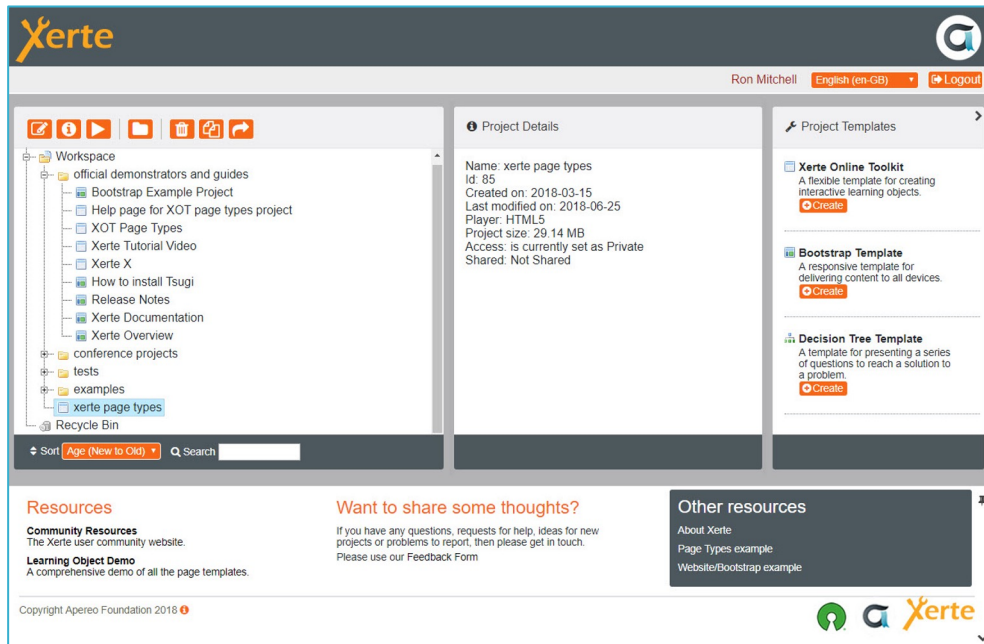 Xerte
Ron Mitchell English (en-GB) Logout
Workspace
official demonstrators and guides
Bootstrap Example Project
Help page for XOT page types project
XOT Page Types
Xerte Tutorial Video
Xerte X
How to install Tsugi
Release Notes
Xerte Documentation
Xerte Overview
conference projects
tests
examples
xerte page types
Recycle Bin
Sort Age (New to Old) Search
Project Details
Name: xerte page types
Id: 85
Created on: 2018-03-15
Last modified on: 2018-06-25
Player: HTML5
Project size: 29.14 MB
Access: is currently set as Private
Shared: Not Shared
Project Templates
Xerte Online Toolkit
A flexible template for creating
interactive learning objects.
Create
Bootstrap Template
A responsive template for
delivering content to all devices.
Create
Decision Tree Template
A template for presenting a series
of questions to reach a solution to
a problem.
Create
Resources
Community Resources
The Xerte user community website.
Learning Object Demo
A comprehensive demo of all the page templates.
Want to share some thoughts?
If you have any questions, requests for help, ideas for new
projects or problems to report, then please get in touch.
Please use our Feedback Form
Other resources
About Xerte
Page Types example
Website/Bootstrap example
Copyright Apereo Foundation 2018
Xerte